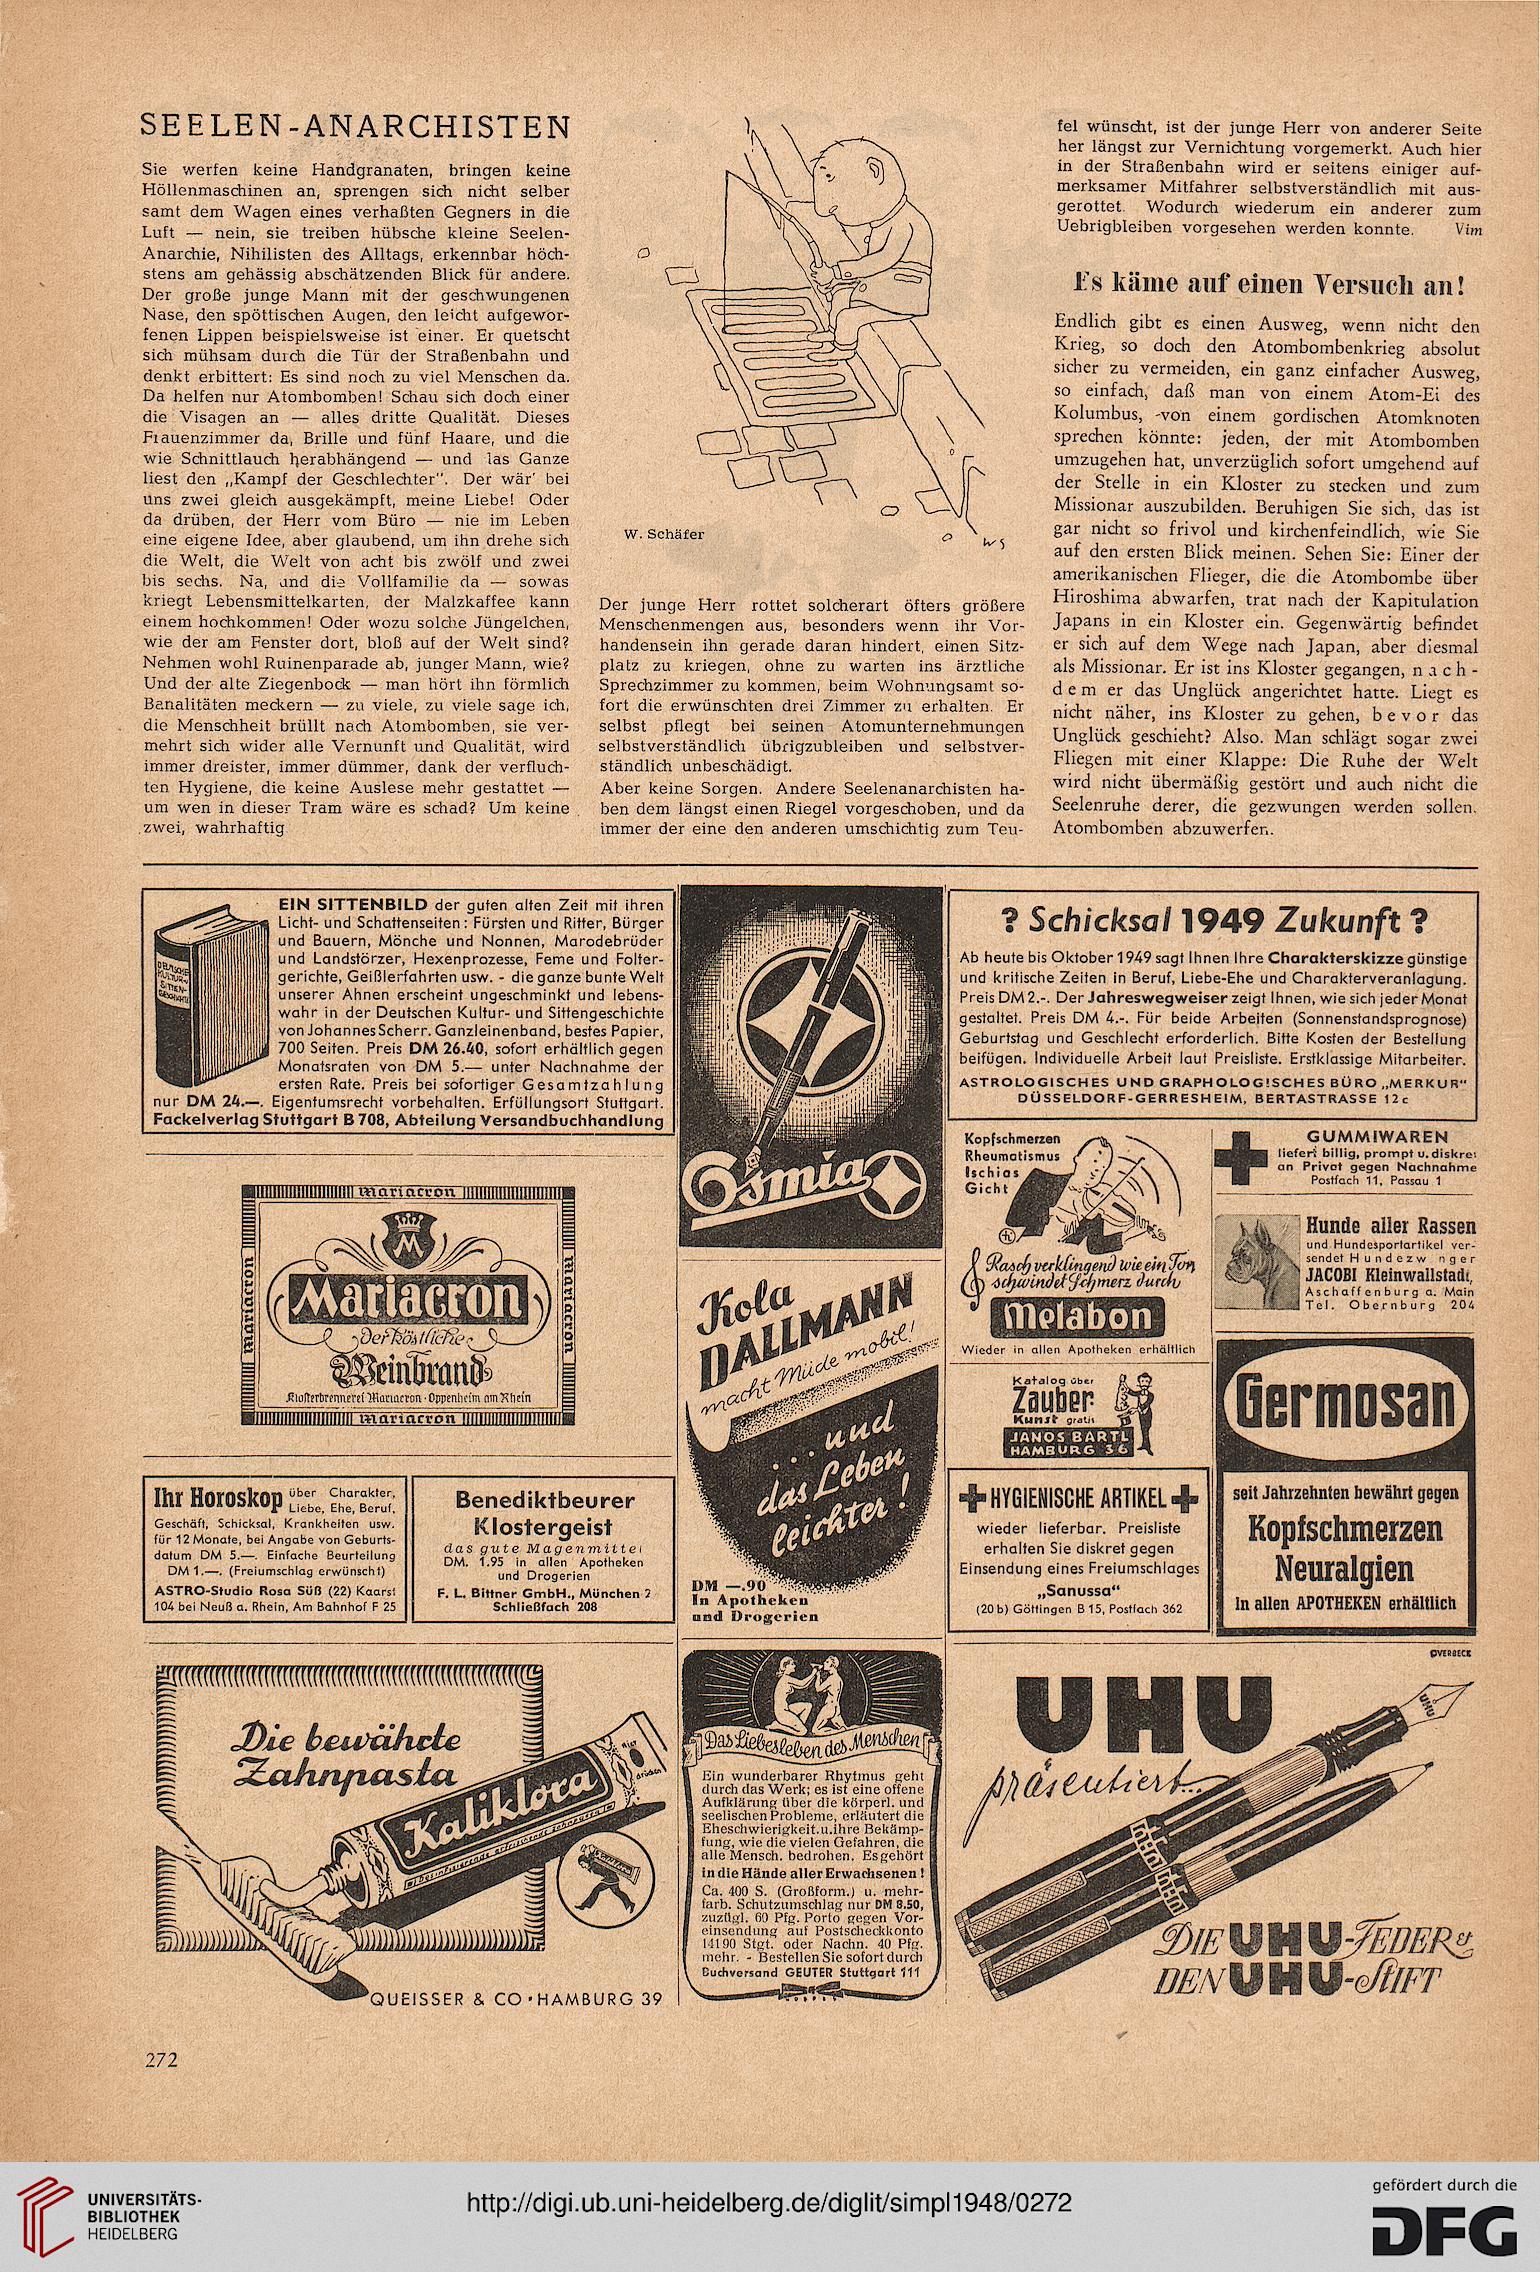 SEELEN-ANARCHISTEN
Sie werfen keine Handgranaten, bringen keine
Höllenmaschinen an, sprengen sich nicht selber
samt dem Wagen eines verhaßten Gegners in die
Luft — nein, sie treiben hübsche kleine Seelen-
Anarchie, Nihilisten des Alltags, erkennbar höch-
stens am gehässig abschätzenden Blick für andere.
Der große junge Mann mit der geschwungenen
Nase, den spöttischen Augen, den leicht aufgewor-
fenen Lippen beispielsweise ist einer. Er quetscht
sich mühsam durch die Tür der Straßenbahn und
denkt erbittert: Es sind noch zu viel Menschen da.
Da helfen nur Atombomben! Schau sich doch einer
die Visagen an — alles dritte Qualität. Dieses
Frauenzimmer da, Brille und fünf Haare, und die
wie Schnittlauch herabhängend — und das Ganze
liest den „Kampf der Geschlechter". Der wär' bei
uns zwei gleich ausgekämpft, meine Liebe! Oder
da drüben, der Herr vom Büro — nie im Leben
eine eigene Idee, aber glaubend, um ihn drehe sich
die Welt, die Welt von acht bis zwölf und zwei
bis sechs. Na, und die Vollfamilie da — sowas
kriegt Lebensmittelkarten, der Malzkaffee kann
einem hochkommen! Oder wozu solche Jüngelchen,
wie der am Fenster dort, bloß auf der Welt sind?
Nehmen wohl Ruinenparade ab, junger Mann, wie?
Und der alte Ziegenbock — man hört ihn förmlich
Banalitäten meckern — zu viele, zu viele sage ich,
die Menschheit brüllt nach Atombomben, sie ver-
mehrt sich wider alle Vernunft und Qualität, wird
immer dreister, immer dümmer, dank der verfluch-
ten Hygiene, die keine Auslese mehr gestattet —
um wen in dieser Tram wäre es schad? Um keine
zwei, wahrhaftig
W. Schäfer
WS
Der junge Herr rottet solcherart öfters größere
Menschenmengen aus, besonders wenn ihr Vor-
handensein ihn gerade daran hindert, einen Sitz-
platz zu kriegen, ohne zu warten ins ärztliche
Sprechzimmer zu kommen, beim Wohnungsamt so-
fort die erwünschten drei Zimmer zu erhalten. Er
selbst pflegt bei seinen Atomunternehmungen
selbstverständlich übrigzubleiben und selbstver-
ständlich unbeschädigt.
Aber keine Sorgen. Andere Seelenanarchisten ha-
ben dem längst einen Riegel vorgeschoben, und da
immer der eine den anderen umschichtig zum Teu-
fel wünscht, ist der junge Herr von anderer Seite
her längst zur Vernichtung vorgemerkt. Auch hier
in der Straßenbahn wird er seitens einiger auf-
merksamer Mitfahrer selbstverständlich mit aus-
gerottet. Wodurch wiederum ein anderer zum
Uebrigbleiben vorgesehen werden konnte. Vim
Es käme auf einen Versuch an!
Endlich gibt es einen Ausweg, wenn nicht den
Krieg, so doch den Atombombenkrieg absolut
sicher zu vermeiden, ein ganz einfacher Ausweg,
so einfach, daß man von einem Atom-Ei des
Kolumbus, von einem gordischen Atomknoten
sprechen könnte: jeden, der mit Atombomben
umzugehen hat, unverzüglich sofort umgehend auf
der Stelle in ein Kloster zu stecken und zum
Missionar auszubilden. Beruhigen Sie sich, das ist
gar nicht so frivol und kirchenfeindlich, wie Sie
auf den ersten Blick meinen. Sehen Sie: Einer der
amerikanischen Flieger, die die Atombombe über
Hiroshima abwarfen, trat nach der Kapitulation
Japans in ein Kloster ein. Gegenwärtig befindet
er sich auf dem Wege nach Japan, aber diesmal
als Missionar. Er ist ins Kloster gegangen, nach-
dem er das Unglück angerichtet hatte. Liegt es
nicht näher, ins Kloster zu gehen, bevor das
Unglück geschieht? Also. Man schlägt sogar zwei
Fliegen mit einer Klappe: Die Ruhe der Welt
wird nicht übermäßig gestört und auch nicht die
Seelenruhe derer, die gezwungen werden sollen,
Atombomben abzuwerfen.
DEUTSCHE
KULTUR-
SITTEN-
GESCHICHTE
EIN SITTENBILD der guten alten Zeit mit ihren
Licht- und Schattenseiten: Fürsten und Ritter, Bürger
und Bauern, Mönche und Nonnen, Marodebrüder
und Landstörzer, Hexenprozesse, Feme und Folter-
gerichte, Geißlerfahrten usw. - die ganze bunte Welt
unserer Ahnen erscheint ungeschminkt und lebens-
wahr in der Deutschen Kultur- und Sittengeschichte
von Johannes Scherr. Ganzleinenband, bestes Papier,
700 Seiten. Preis DM 26.40, sofort erhältlich gegen
Monatsraten von DM 5.— unter Nachnahme der
ersten Rate. Preis bei sofortiger Gesamtzahlung
nur DM 24.—. Eigentumsrecht vorbehalten. Erfüllungsort Stuttgart.
Fackelverlag Stuttgart B 708, Abteilung Versandbuchhandlung
Osmia
? Schicksal 1949 Zukunft ?
Ab heute bis Oktober 1949 sagt Ihnen Ihre Charakterskizze günstige
und kritische Zeiten in Beruf, Liebe-Ehe und Charakterveranlagung.
Preis DM 2.-. Der Jahreswegweiser zeigt Ihnen, wie sich jeder Monat
gestaltet. Preis DM 4.-. Für beide Arbeiten (Sonnenstandsprognose)
Geburtstag und Geschlecht erforderlich. Bitte Kosten der Bestellung
beifügen. Individuelle Arbeit laut Preisliste. Erstklassige Mitarbeiter.
ASTROLOGISCHES UND GRAPHOLOGISCHES BÜRO „MERKUR"
DÜSSELDORF-GERRESHEIM, BERTASTRASSE 12c
mariacron
mariacron
mariacron
M
Mariacron
Der köstliche
Weinbrand
Klosterbrennerei Mariacron · Oppenheim am Rhein
mariacron
Kopfschmerzen
Rheumatismus
Ischias
Gicht
Rasch verklingend wie ein Ton
schwindet Schmerz durch
Melabon
Wieder in allen Apotheken erhältlich
GUMMIWAREN
liefert billig, prompt u. diskret
an Privat gegen Nachnahme
Postfach 11, Passau 1
Hunde aller Rassen
und Hundesportartikel ver-
sendet Hundezwinger
JACOBI Kleinwallstadt,
Aschaffenburg a. Main
Tel. Obernburg 204
Kola
DALLMANN
macht Müde mobil!
... und
das Leben
leichter!
DM —.90
In Apotheken
und Drogerien
Katalog über
Zauber-
Kunst gratis
JANOS BARTL
HAMBURG 36
Germosan
seit Jahrzehnten bewährt gegen
Kopfschmerzen
Neuralgien
In allen APOTHEKEN erhältlich
Ihr Horoskop über Charakter,
Liebe, Ehe, Beruf,
Geschäft, Schicksal, Krankheiten usw.
für 12 Monate, bei Angabe von Geburts-
datum DM 5.—. Einfache Beurteilung
DM 1.—. (Freiumschlag erwünscht)
ASTRO-Studio Rosa Süß (22) Kaarst
104 bei Neuß a. Rhein, Am Bahnhof F 25
Benediktbeurer
Klostergeist
das gute Magenmittel
DM. 1.95 in allen Apotheken
und Drogerien
F. L. Bittner GmbH., München 2
Schließfach 208
HYGIENISCHE ARTIKEL
wieder lieferbar. Preisliste
erhalten Sie diskret gegen
Einsendung eines Freiumschlages
„Sanussa"
(20b) Göttingen B 15, Postfach 362
Die bewährte
Zahnpasta
Kaliklora
Hier
drücken
QUEISSER & CO • HAMBURG 39
Das Liebesleben des Menschen
Ein wunderbarer Rhytmus geht
durch das Werk; es ist eine offene
Aufklärung über die körperl. und
seelischen Probleme, erläutert die
Eheschwierigkeit. u. ihre Bekämp-
fung, wie die vielen Gefahren, die
alle Mensch. bedrohen. Es gehört
in die Hände aller Erwachsenen!
Ca. 400 S. (Großform.) u. mehr-
farb. Schutzumschlag nur DM 8.50,
zuzügl. 60 Pfg. Porto gegen Vor-
einsendung auf Postscheckkonto
14190 Stgt. oder Nachn. 40 Pfg.
mehr. - Bestellen Sie sofort durch
Buchversand GEUTER Stuttgart 111
OVERBECK
UHU
präsentiert...
UHU
UHU
UHU
DIE UHU-FEDER &
DEN UHU-STIFT
272
UNIVERSITÄTS-
BIBLIOTHEK
HEIDELBERG
http://digi.ub.uni-heidelberg.de/diglit/simpl1948/0272
gefördert durch die
DFG